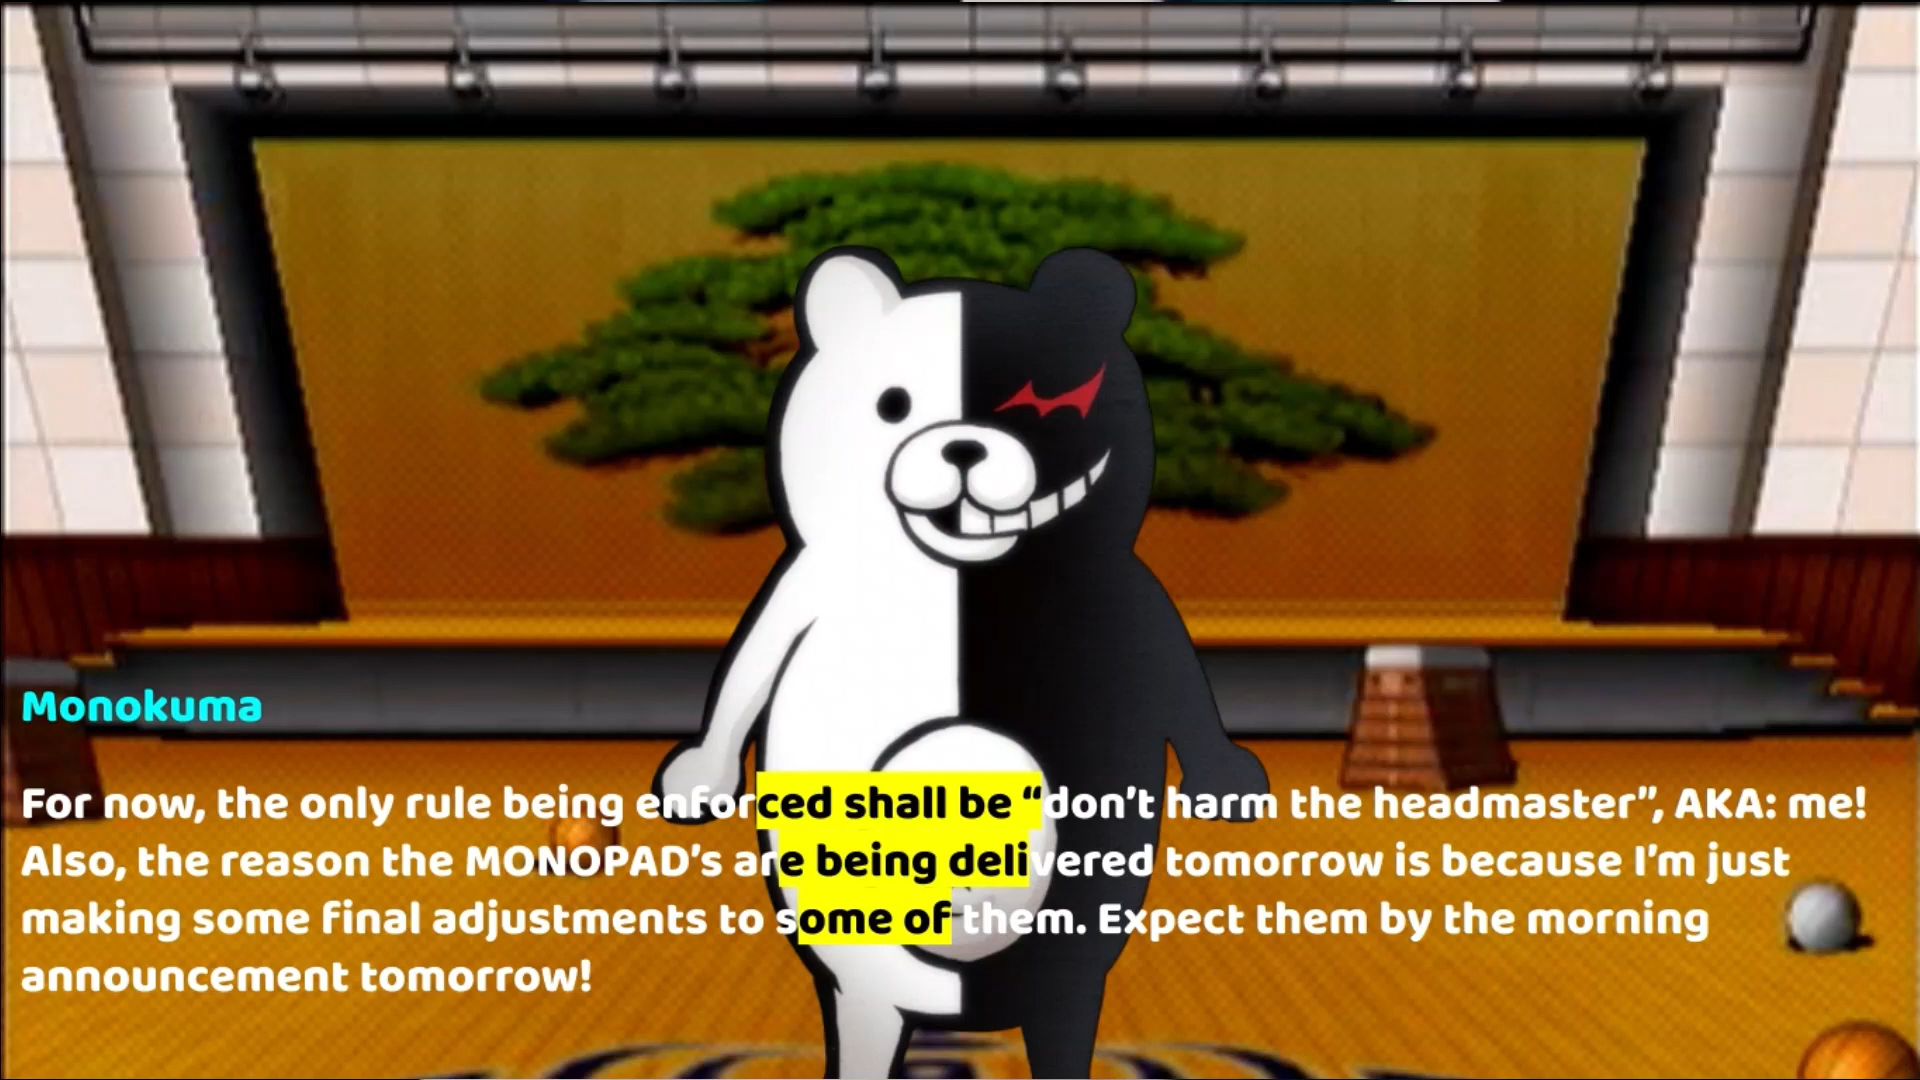 Monokuma
For now, the only rule being enforced shall be “don’t harm the headmaster”, AKA: me!
Also, the reason the MONOPAD’s are being delivered tomorrow is because I’m just
making some final adjustments to some of them. Expect them by the morning
announcement tomorrow!